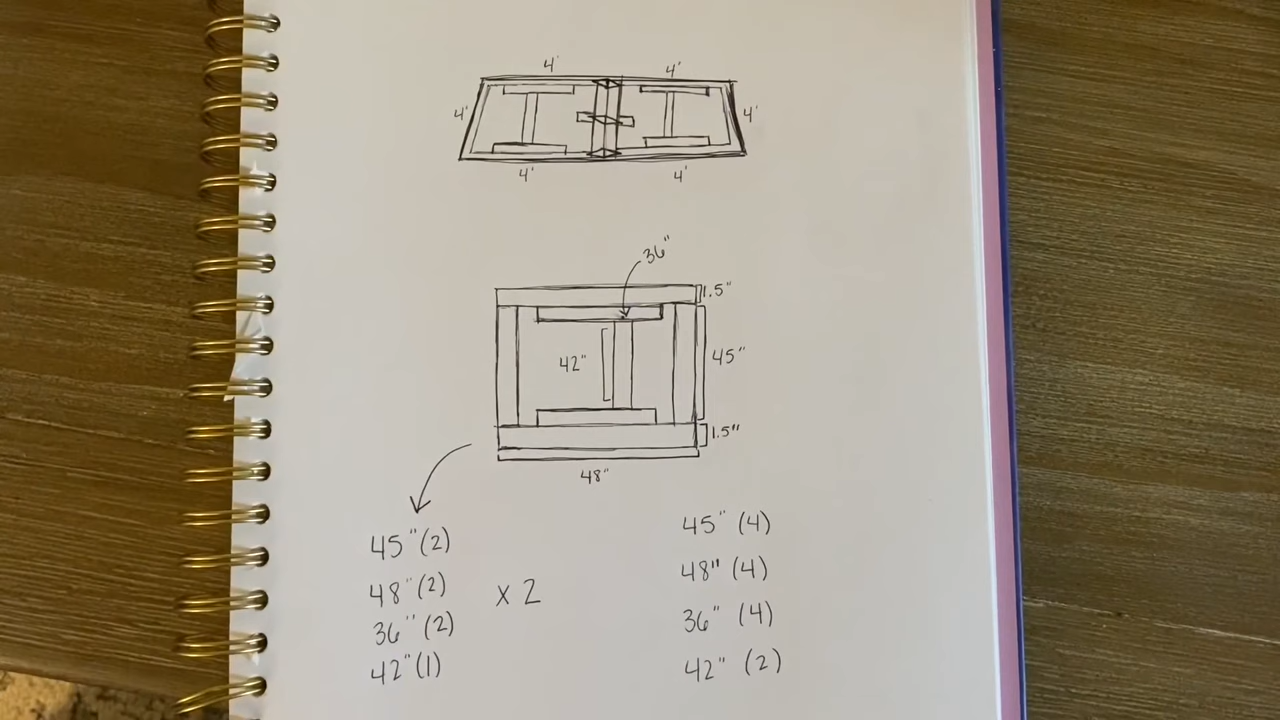 4' 4'
4' 4'
4' 4'
36"
1.5"
42" 45"
1.5"
48"
45" (2) 45" (4)
48" (2) 48" (4)
x 2
36" (2) 36" (4)
42" (1) 42" (2)